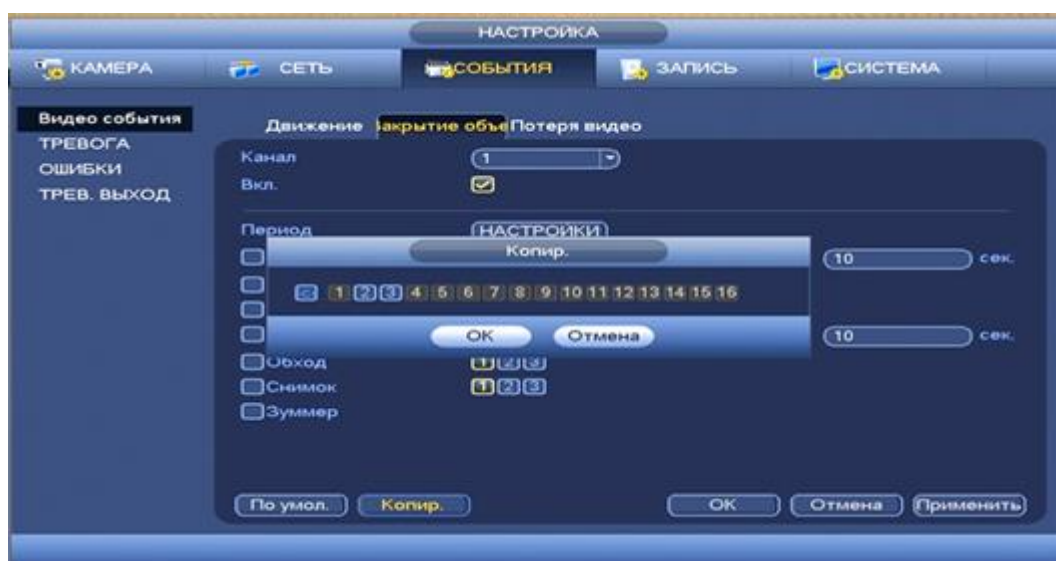 НАСТРОЙКА
КАМЕРА СЕТЬ СОБЫТИЯ ЗАПИСЬ СИСТЕМА
Видео события
ТРЕВОГА
ОШИБКИ
ТРЕВ. ВЫХОД
Движение Закрытие объе Потеря видео
Канал 1
Вкл.
Период НАСТРОЙКИ
Копир.
10 сек.
1 2 3 4 5 6 7 8 9 10 11 12 13 14 15 16
ОК Отмена
10 сек.
Обход 1 2 3
Снимок 1 2 3
Зуммер
По умол. Копир. ОК Отмена Применить